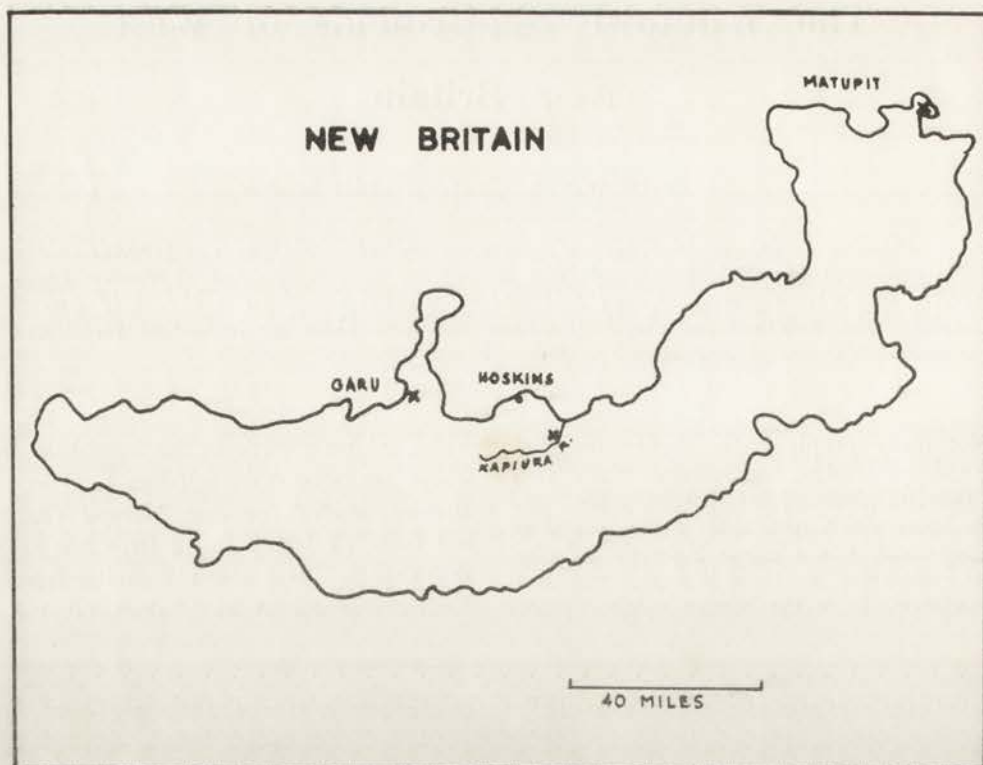 MATUPIT
NEW BRITAIN
GARU
HOSKINS
KAPIURA
40 MILES